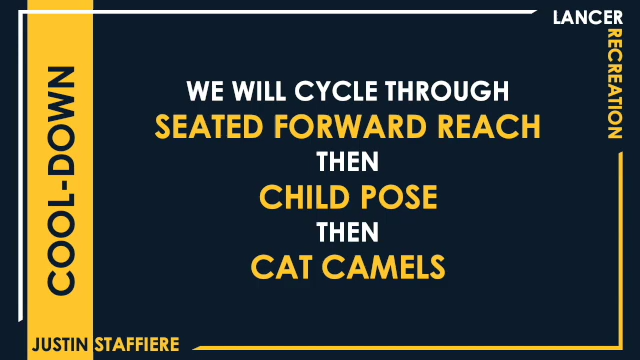 LANCER
RECREATION
COOL-DOWN
WE WILL CYCLE THROUGH
SEATED FORWARD REACH
THEN
CHILD POSE
THEN
CAT CAMELS
JUSTIN STAFFIERE